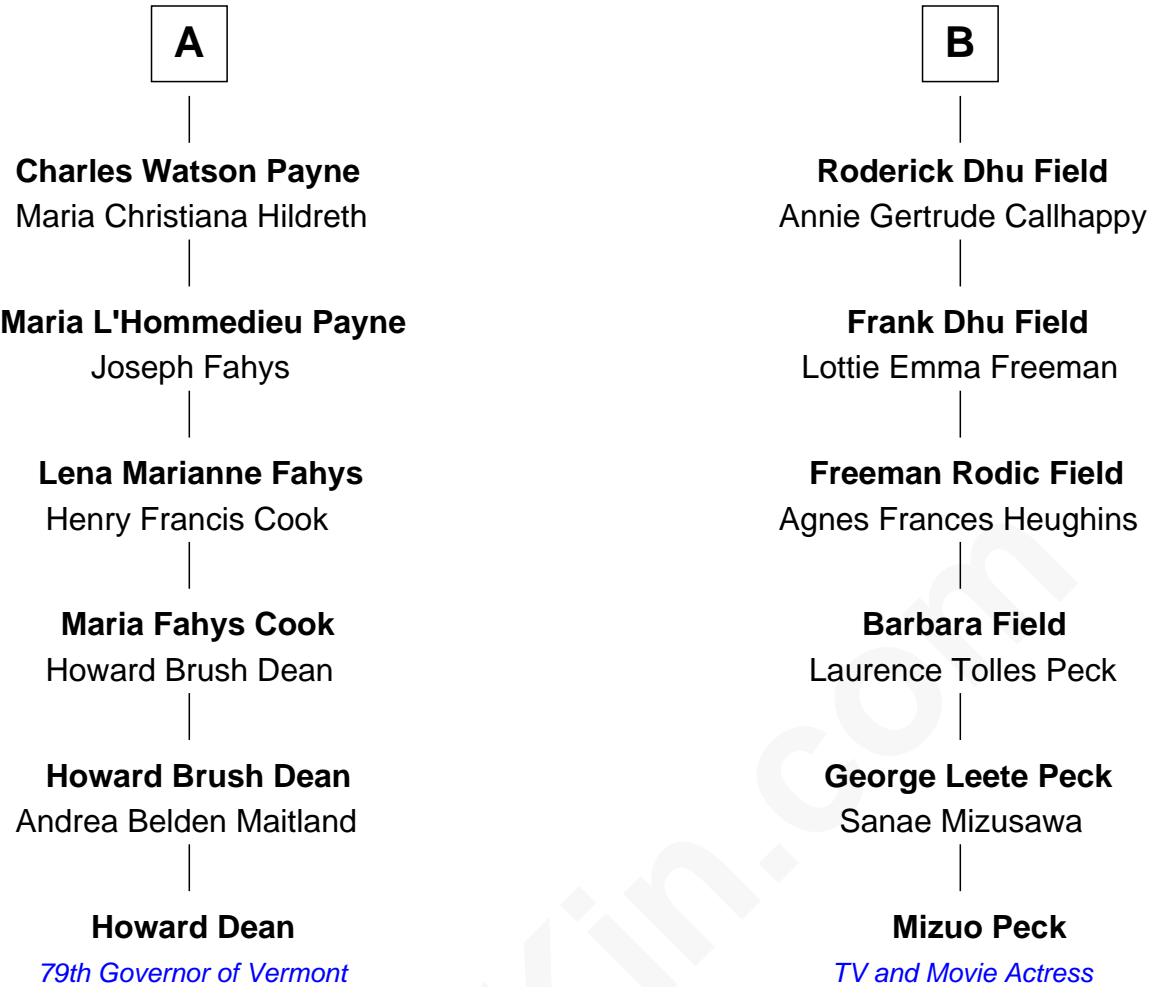 A
Charles Watson Payne
Maria Christiana Hildreth
Maria L'Hommedieu Payne
Joseph Fahys
Lena Marianne Fahys
Henry Francis Cook
Maria Fahys Cook
Howard Brush Dean
Howard Brush Dean
Andrea Belden Maitland
Howard Dean
79th Governor of Vermont
B
Roderick Dhu Field
Annie Gertrude Callhappy
Frank Dhu Field
Lottie Emma Freeman
Freeman Rodic Field
Agnes Frances Heughins
Barbara Field
Laurence Tolles Peck
George Leete Peck
Sanae Mizusawa
Mizuo Peck
TV and Movie Actress
Kin.com